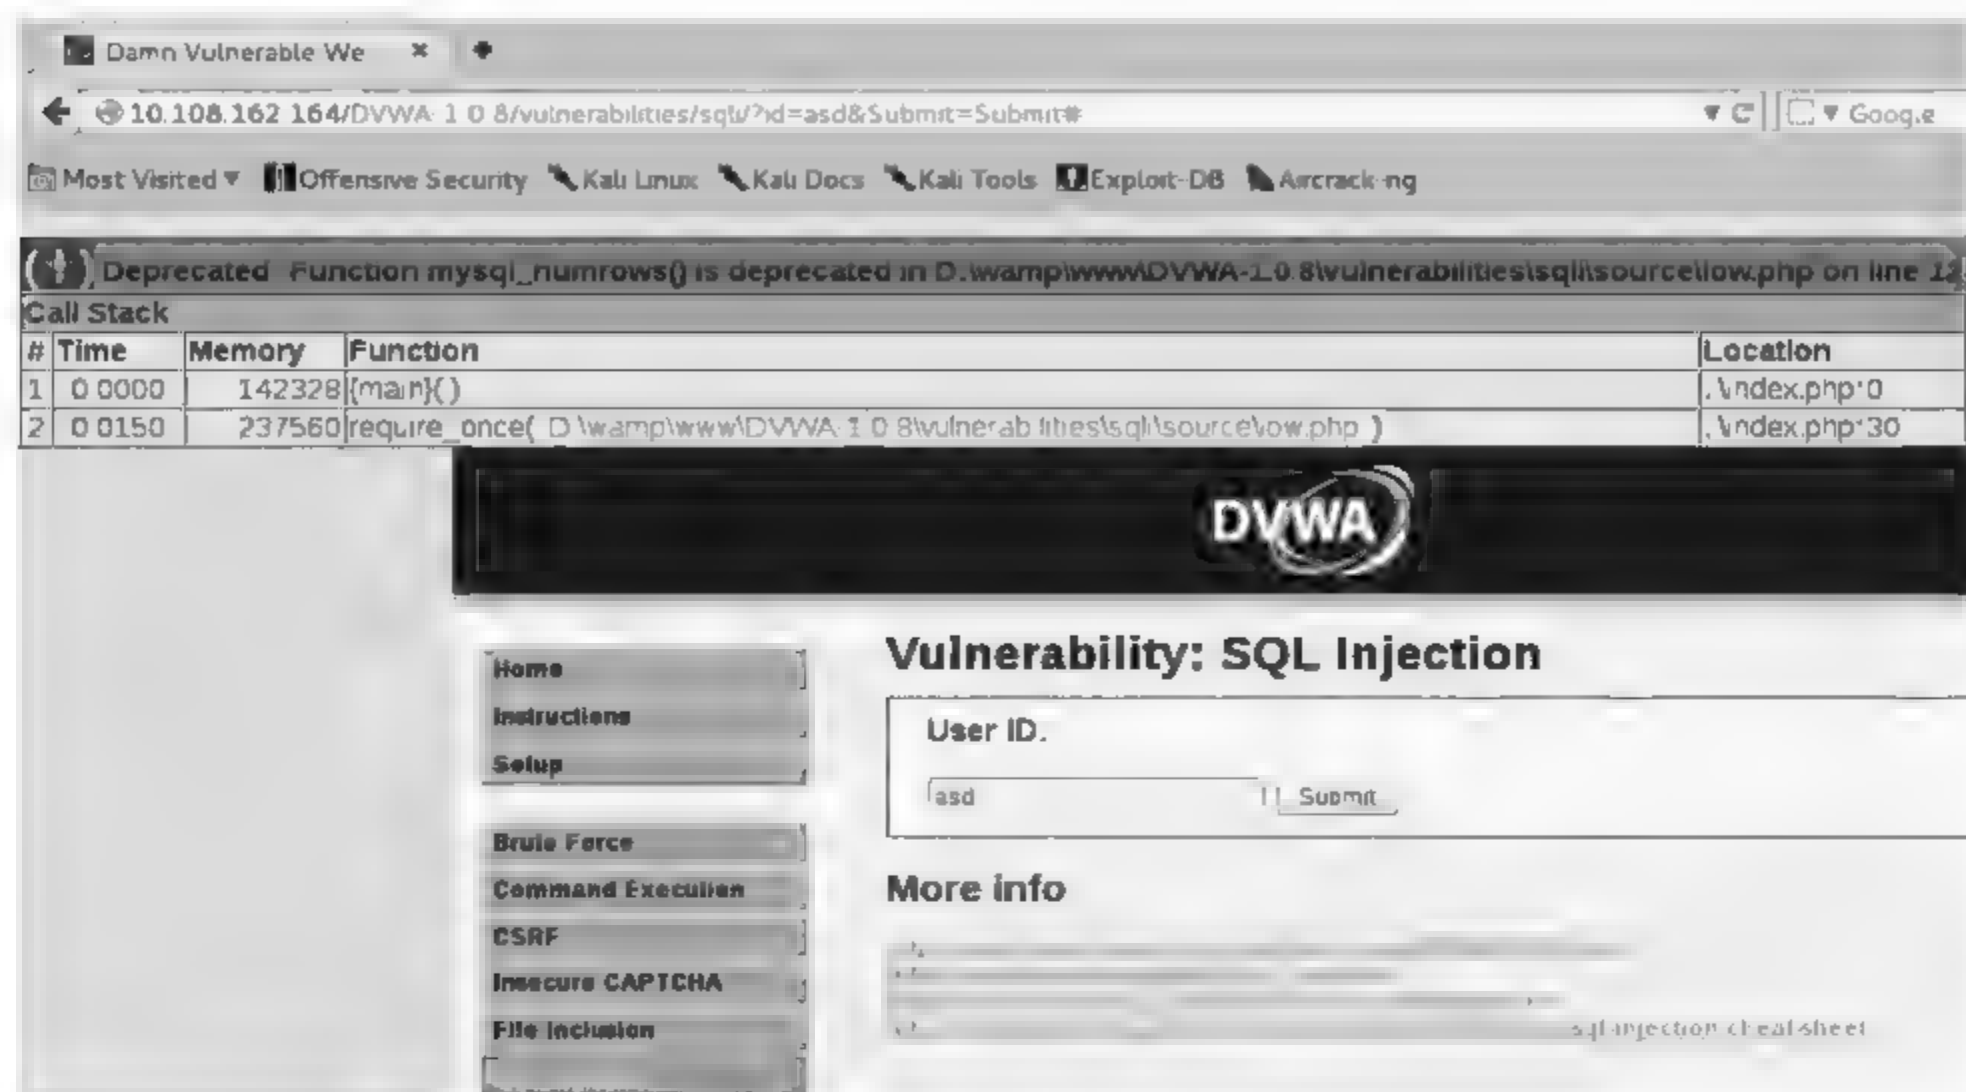 Damn Vulnerable We
10.108.162.164/DVWA-1.0.8/vulnerabilities/sqli/?id=asd&Submit=Submit#
Google
Most Visited Offensive Security Kali Linux Kali Docs Kali Tools Exploit-DB Aircrack-ng
( ! ) Deprecated: Function mysql_numrows() is deprecated in D:\wamp\www\DVWA-1.0.8\vulnerabilities\sqli\source\low.php on line
Call Stack
# Time Memory Function Location
1 0.0000 142328 {main}( ) ..\index.php:0
2 0.0150 237560 require_once( 'D:\wamp\www\DVWA-1.0.8\vulnerabilities\sqli\source\low.php' ) ..\index.php:30
DVWA
Vulnerability: SQL Injection
Home
Instructions
Setup
User ID:
asd Submit
Brute Force
Command Execution
CSRF
Insecure CAPTCHA
File Inclusion
More info
sql-injection-cheat-sheet